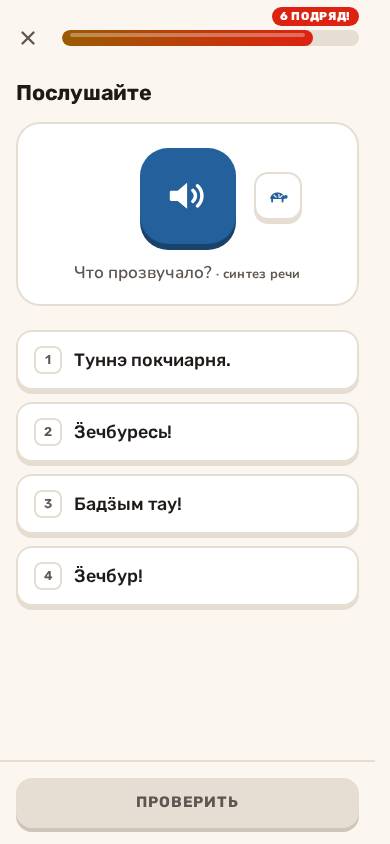 6 ПОДРЯД!
Послушайте
Что прозвучало? · синтез речи
1 Туннэ покчиарня.
2 Ӟечбуресь!
3 Бадӟым тау!
4 Ӟечбур!
ПРОВЕРИТЬ